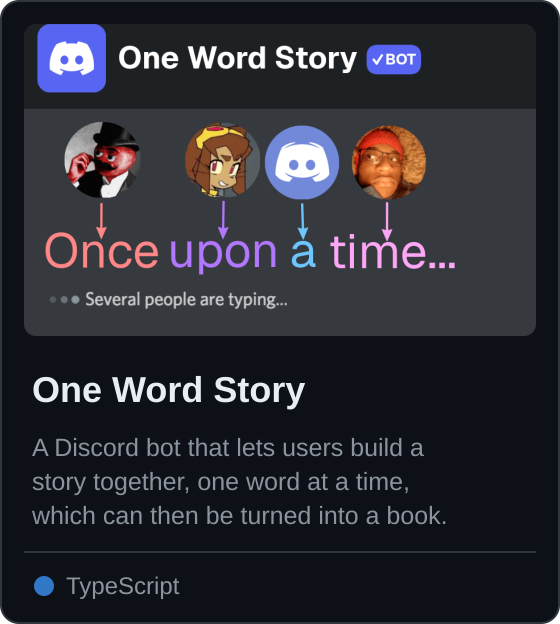 One Word Story ✓BOT
Once upon a time...
Several people are typing...
One Word Story
A Discord bot that lets users build a
story together, one word at a time,
which can then be turned into a book.
TypeScript